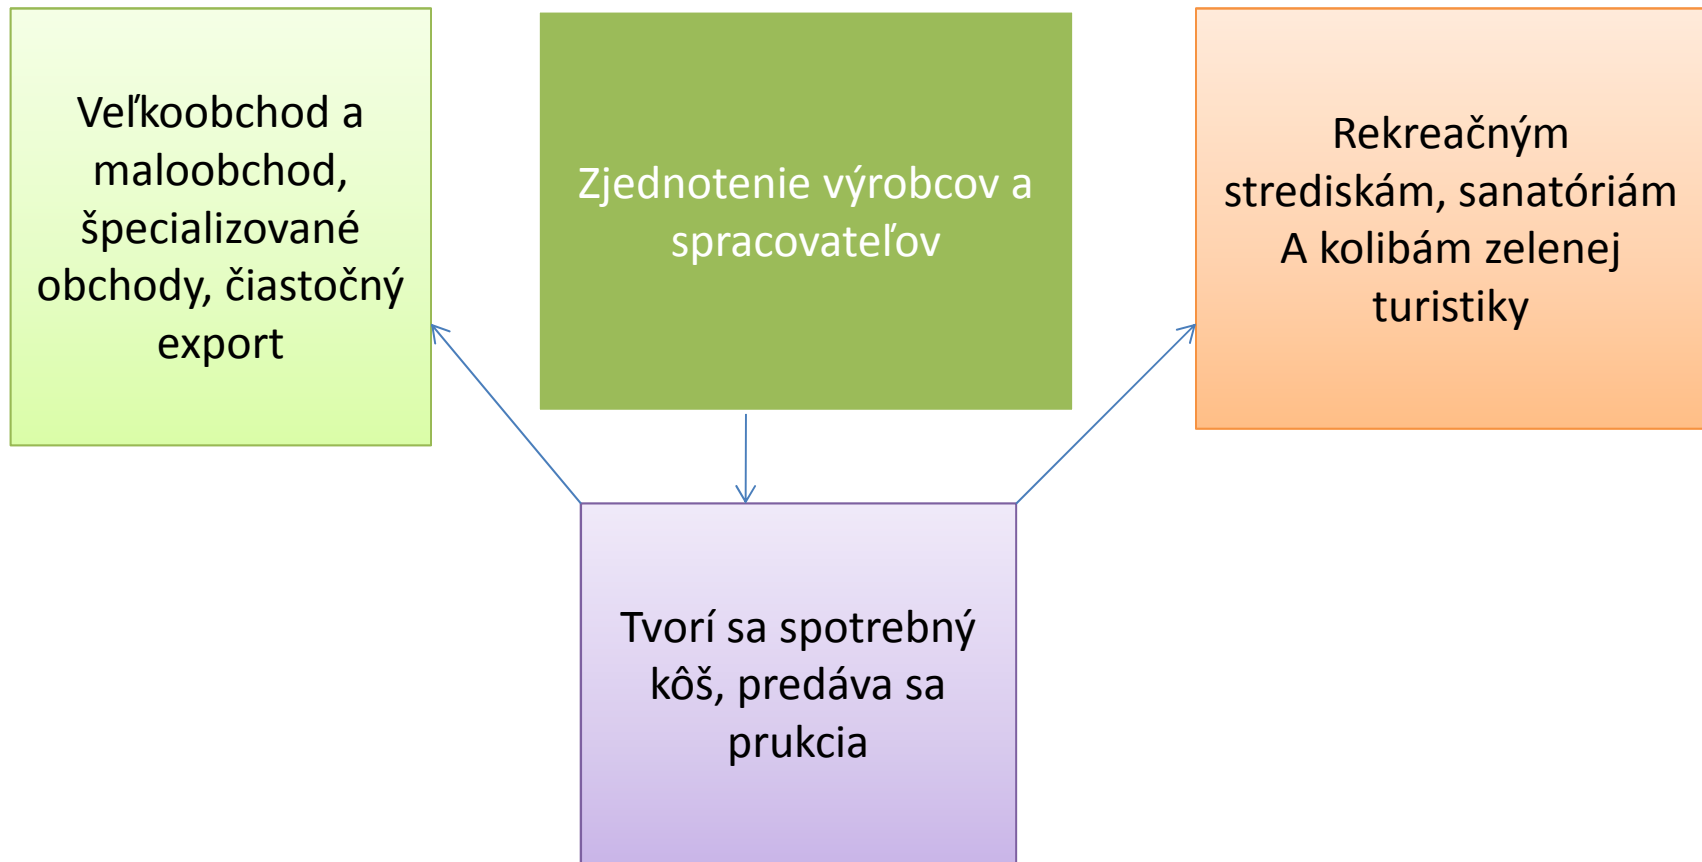 Veľkoobchod a
maloobchod,
špecializované
obchody, čiastočný
export
Zjednotenie výrobcov a
spracovateľov
Rekreačným
strediskám, sanatóriám
A kolibám zelenej
turistiky
Tvorí sa spotrebný
kôš, predáva sa
prukcia